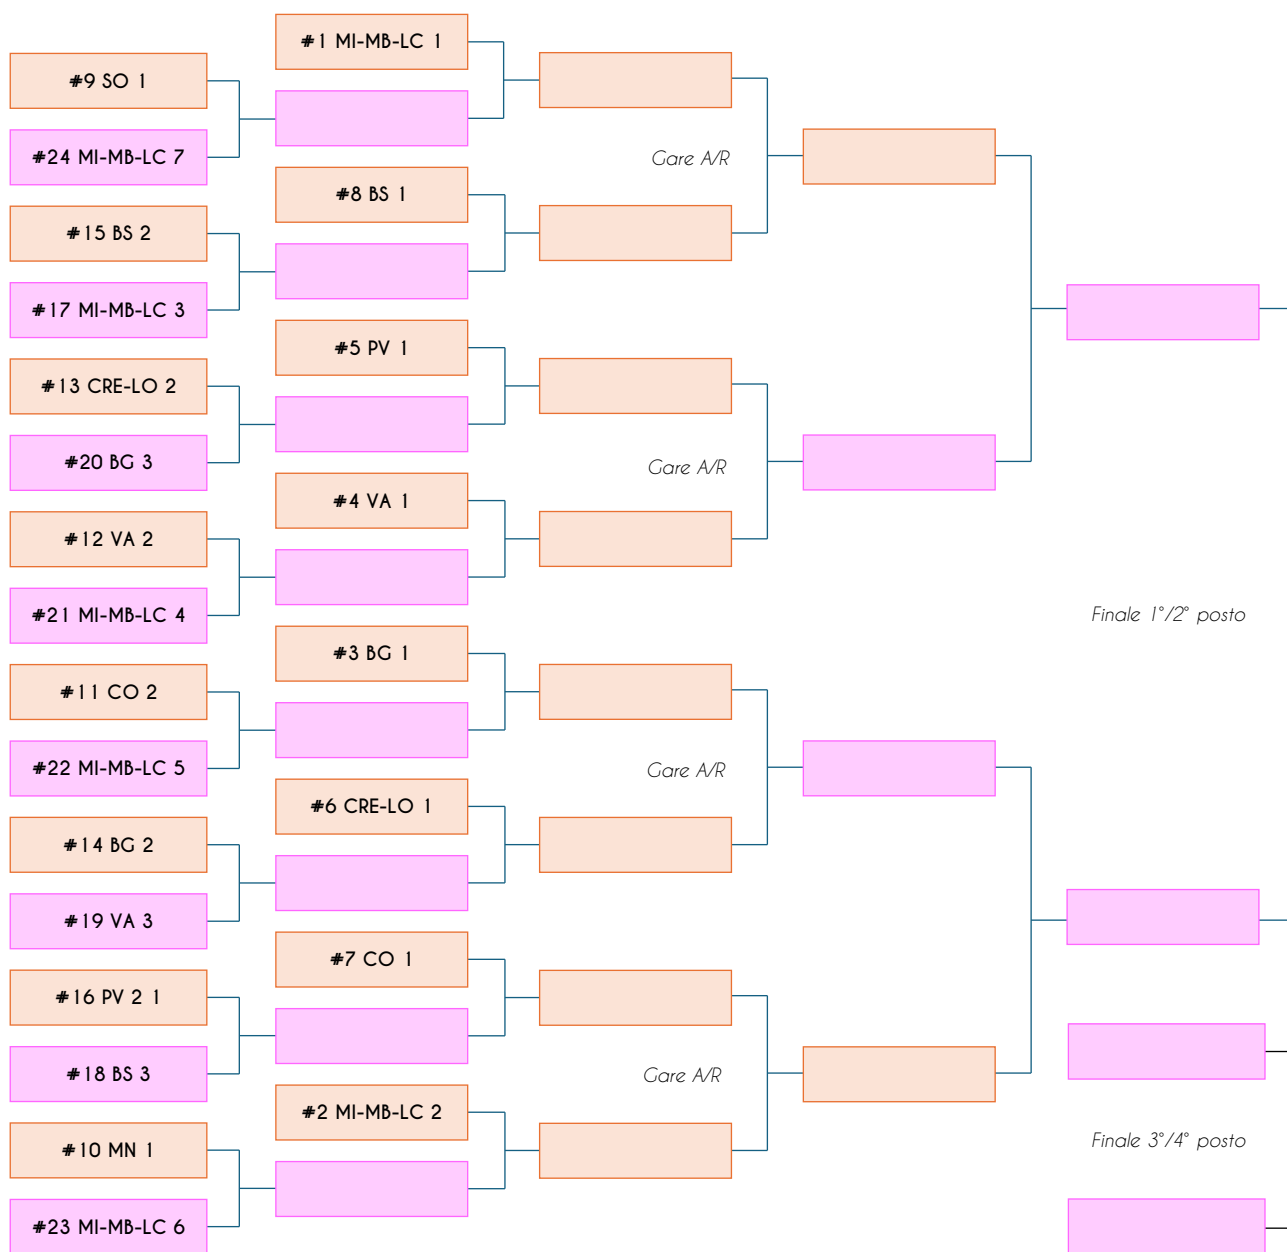 #1 MI-MB-LC 1
#9 SO 1
#24 MI-MB-LC 7
Gare A/R
#8 BS 1
#15 BS 2
#17 MI-MB-LC 3
#5 PV 1
#13 CRE-LO 2
#20 BG 3
Gare A/R
#4 VA 1
#12 VA 2
#21 MI-MB-LC 4
Finale 1°/2° posto
#3 BG 1
#11 CO 2
#22 MI-MB-LC 5
Gare A/R
#6 CRE-LO 1
#14 BG 2
#19 VA 3
#7 CO 1
#16 PV 2 1
#18 BS 3
Gare A/R
#2 MI-MB-LC 2
#10 MN 1
Finale 3°/4° posto
#23 MI-MB-LC 6